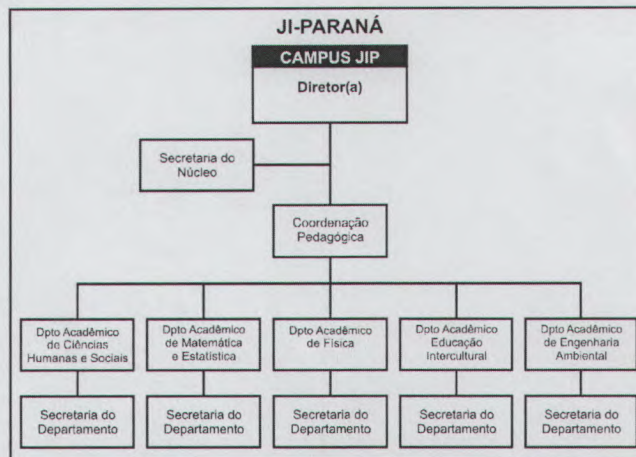 JI-PARANÁ
CAMPUS JIP
Diretor(a)
Secretaria do
Núcleo
Coordenação
Pedagógica
Dpto Acadêmico
de Ciências
Humanas e Sociais
Dpto Acadêmico
de Matemática
e Estatística
Dpto Acadêmico
de Física
Dpto Acadêmico
Educação
Intercultural
Dpto Acadêmico
de Engenharia
Ambiental
Secretaria do
Departamento
Secretaria do
Departamento
Secretaria do
Departamento
Secretaria do
Departamento
Secretaria do
Departamento